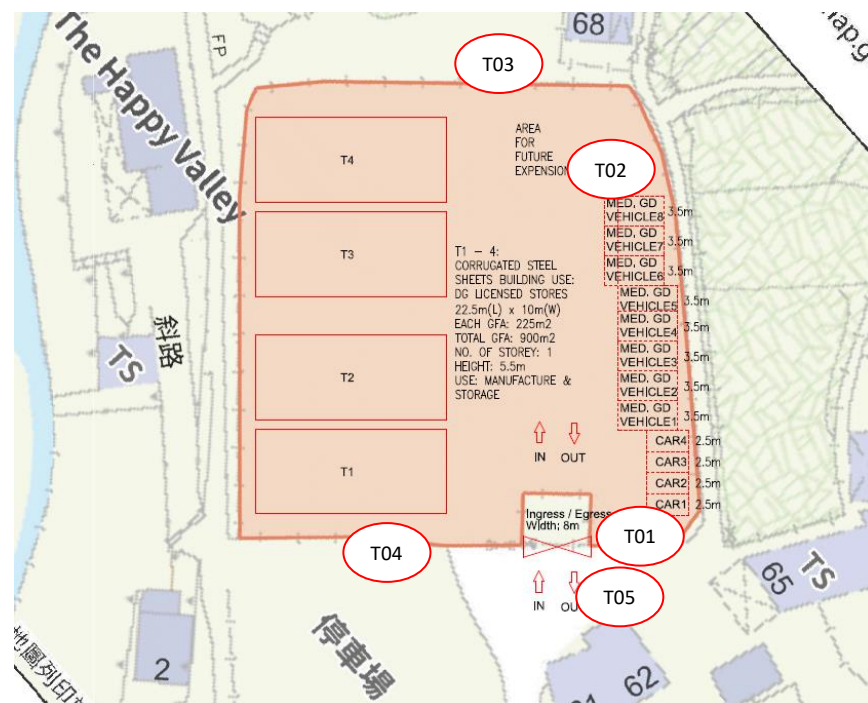 The Happy Valley
FP
68
T03
T4
AREA
FOR
FUTURE
EXPENSION
T02
T3
T1 - 4:
CORRUGATED STEEL
SHEETS BUILDING USE:
DG LICENSED STORES
22.5m(L) x 10m(W)
EACH GFA: 225m2
TOTAL GFA: 900m2
NO. OF STOREY: 1
HEIGHT: 5.5m
USE: MANUFACTURE &
STORAGE
MED. GD
VEHICLE8 3.5m
MED. GD
VEHICLE7 3.5m
MED. GD
VEHICLE6 3.5m
MED. GD
VEHICLE5 3.5m
MED. GD
VEHICLE4 3.5m
MED. GD
VEHICLE3 3.5m
MED. GD
VEHICLE2 3.5m
MED. GD
VEHICLE1 3.5m
CAR4 2.5m
CAR3 2.5m
CAR2 2.5m
CAR1 2.5m
斜路
TS
T2
T1
IN OUT
Ingress / Egress
Width; 8m
T01
T04
IN
T05
65
TS
2
停車場
62
地圖列印